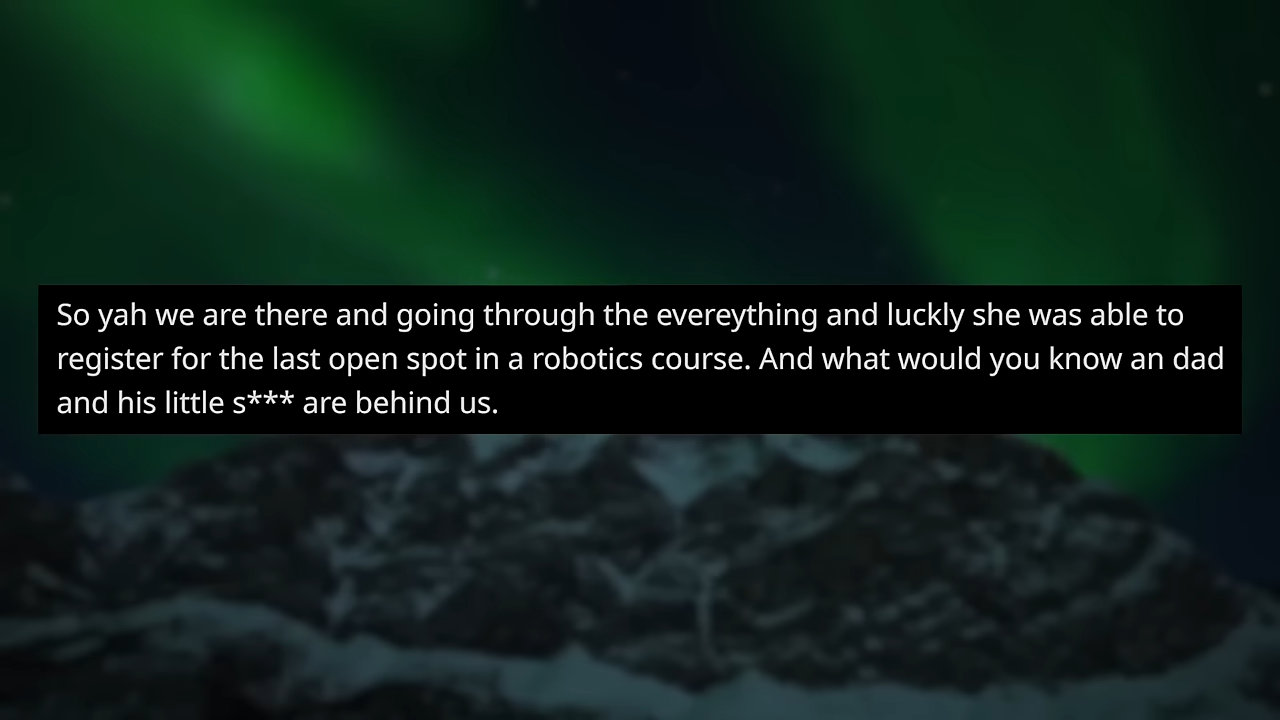 So yah we are there and going through the evereything and luckly she was able to
register for the last open spot in a robotics course. And what would you know an dad
and his little s*** are behind us.